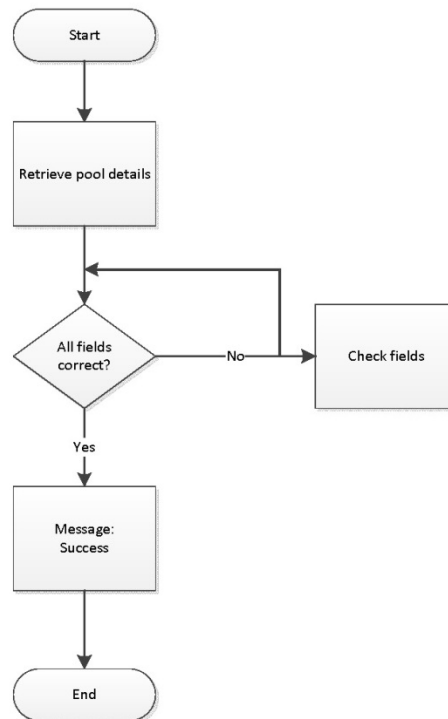 Start
Retrieve pool details
All fields
correct?
No
Check fields
Yes
Message:
Success
End